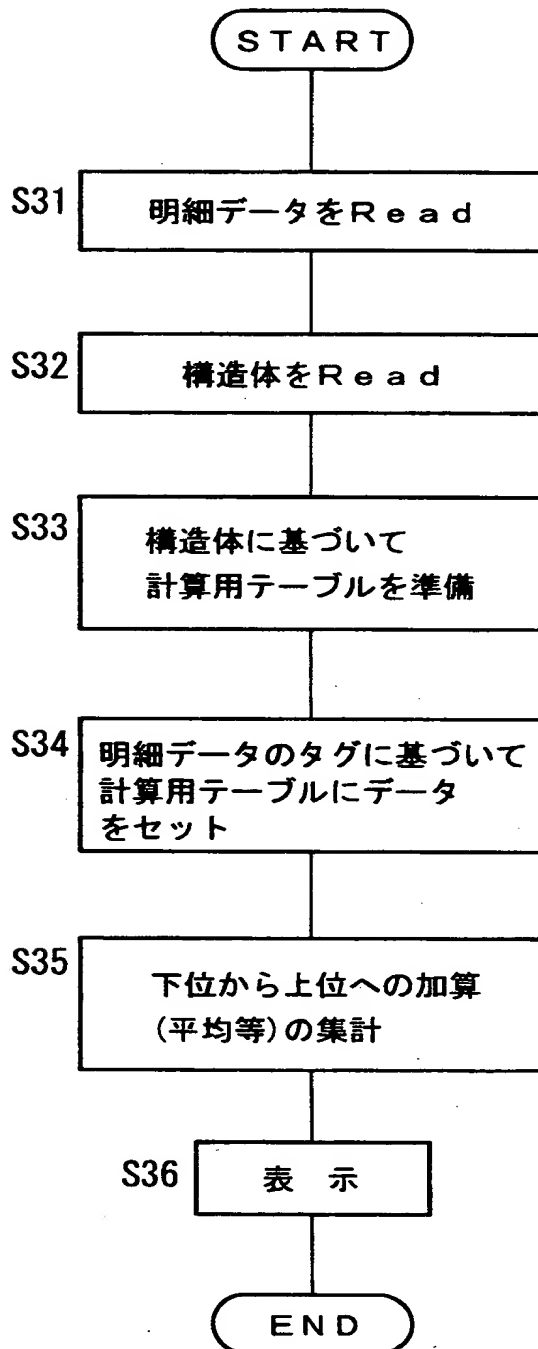 START
S31
明細データをRead
S32
構造体をRead
S33
構造体に基づいて
計算用テーブルを準備
S34
明細データのタグに基づいて
計算用テーブルにデータ
をセット
S35
下位から上位への加算
(平均等)の集計
S36
表 示
END